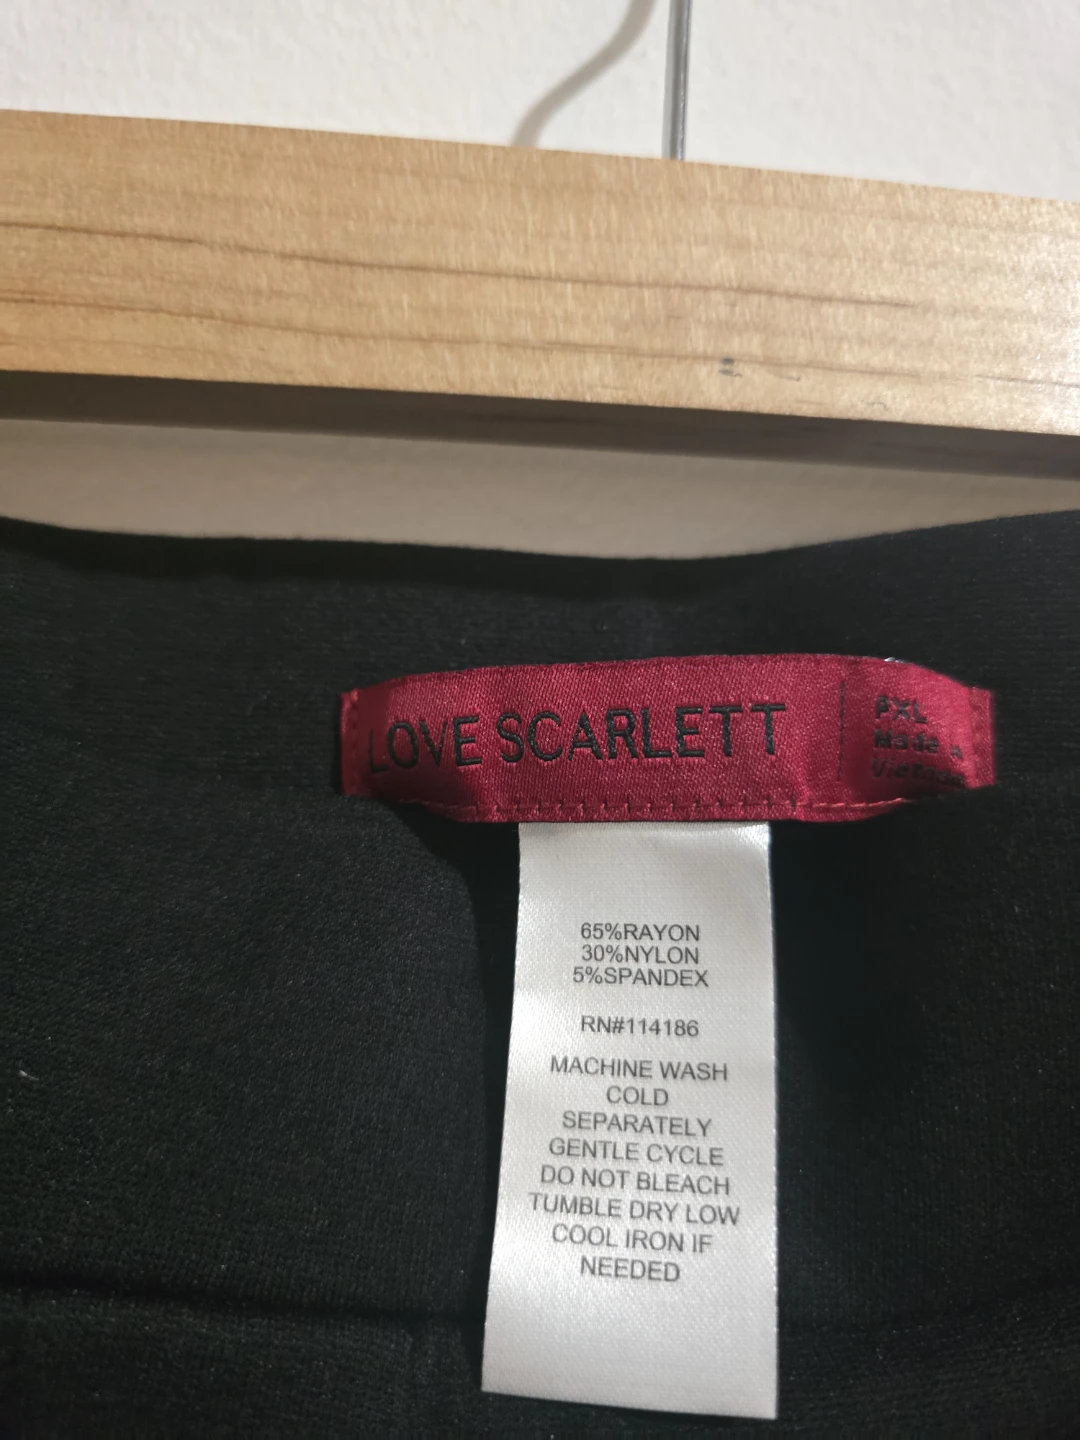 LOVE SCARLETT
PXL
Made in
Vietnam
65%RAYON
30%NYLON
5%SPANDEX
RN#114186
MACHINE WASH
COLD
SEPARATELY
GENTLE CYCLE
DO NOT BLEACH
TUMBLE DRY LOW
COOL IRON IF
NEEDED